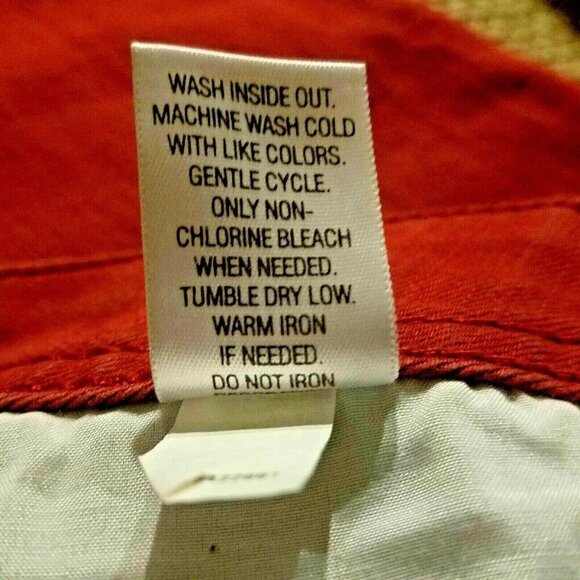 WASH INSIDE OUT.
MACHINE WASH COLD
WITH LIKE COLORS.
GENTLE CYCLE.
ONLY NON-
CHLORINE BLEACH
WHEN NEEDED.
TUMBLE DRY LOW.
WARM IRON
IF NEEDED.
DO NOT IRON